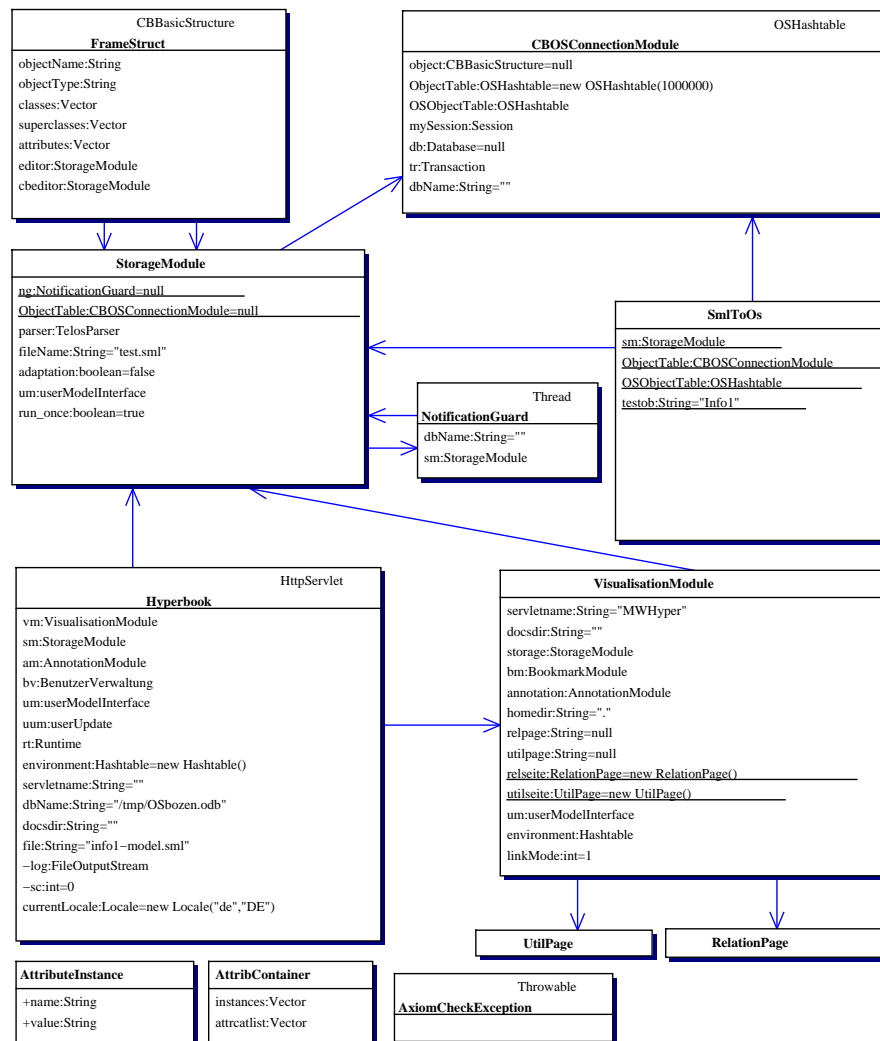 CBBasicStructure
FrameStruct
objectName:String
objectType:String
classes:Vector
superclasses:Vector
attributes:Vector
editor:StorageModule
cbeditor:StorageModule
OSHashtable
CBOSConnectionModule
object:CBBasicStructure=null
ObjectTable:OSHashtable=new OSHashtable(1000000)
OSObjectTable:OSHashtable
mySession:Session
db:Database=null
tr:Transaction
dbName:String=""
StorageModule
ng:NotificationGuard=null
ObjectTable:CBOSConnectionModule=null
parser:TelosParser
fileName:String="test.sml"
adaptation:boolean=false
um:userModelInterface
run_once:boolean=true
SmlToOs
sm:StorageModule
ObjectTable:CBOSConnectionModule
OSObjectTable:OSHashtable
testob:String="Info1"
Thread
NotificationGuard
dbName:String=""
sm:StorageModule
HttpServlet
Hyperbook
vm:VisualisationModule
sm:StorageModule
am:AnnotationModule
bv:BenutzerVerwaltung
um:userModelInterface
uum:userUpdate
rt:Runtime
environment:Hashtable=new Hashtable()
servletname:String=""
dbName:String="/tmp/OSbozen.odb"
docsdir:String=""
file:String="info1−model.sml"
−log:FileOutputStream
−sc:int=0
currentLocale:Locale=new Locale("de","DE")
VisualisationModule
servletname:String="MWHyper"
docsdir:String=""
storage:StorageModule
bm:BookmarkModule
annotation:AnnotationModule
homedir:String="."
relpage:String=null
utilpage:String=null
relseite:RelationPage=new RelationPage()
utilseite:UtilPage=new UtilPage()
um:userModelInterface
environment:Hashtable
linkMode:int=1
UtilPage
RelationPage
AttributeInstance
+name:String
+value:String
AttribContainer
instances:Vector
attrcatlist:Vector
Throwable
AxiomCheckException